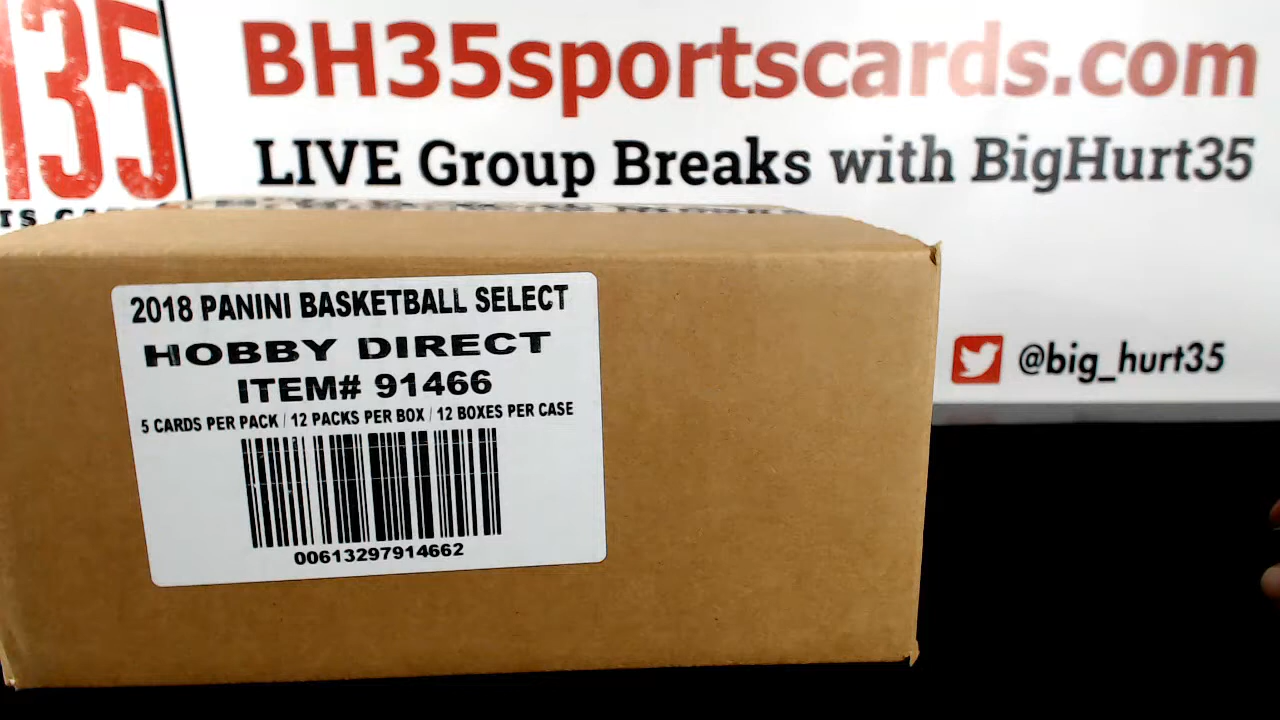 135
BH35sportscards.com
LIVE Group Breaks with BigHurt35
@big_hurt35
2018 PANINI BASKETBALL SELECT
HOBBY DIRECT
ITEM# 91466
5 CARDS PER PACK / 12 PACKS PER BOX / 12 BOXES PER CASE
00613297914662